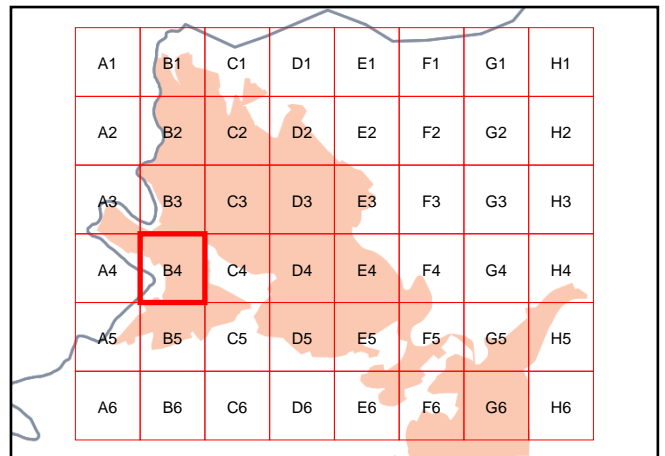 A1 B1 C1 D1 E1 F1 G1 H1
A2 B2 C2 D2 E2 F2 G2 H2
A3 B3 C3 D3 E3 F3 G3 H3
A4 B4 C4 D4 E4 F4 G4 H4
A5 B5 C5 D5 E5 F5 G5 H5
A6 B6 C6 D6 E6 F6 G6 H6